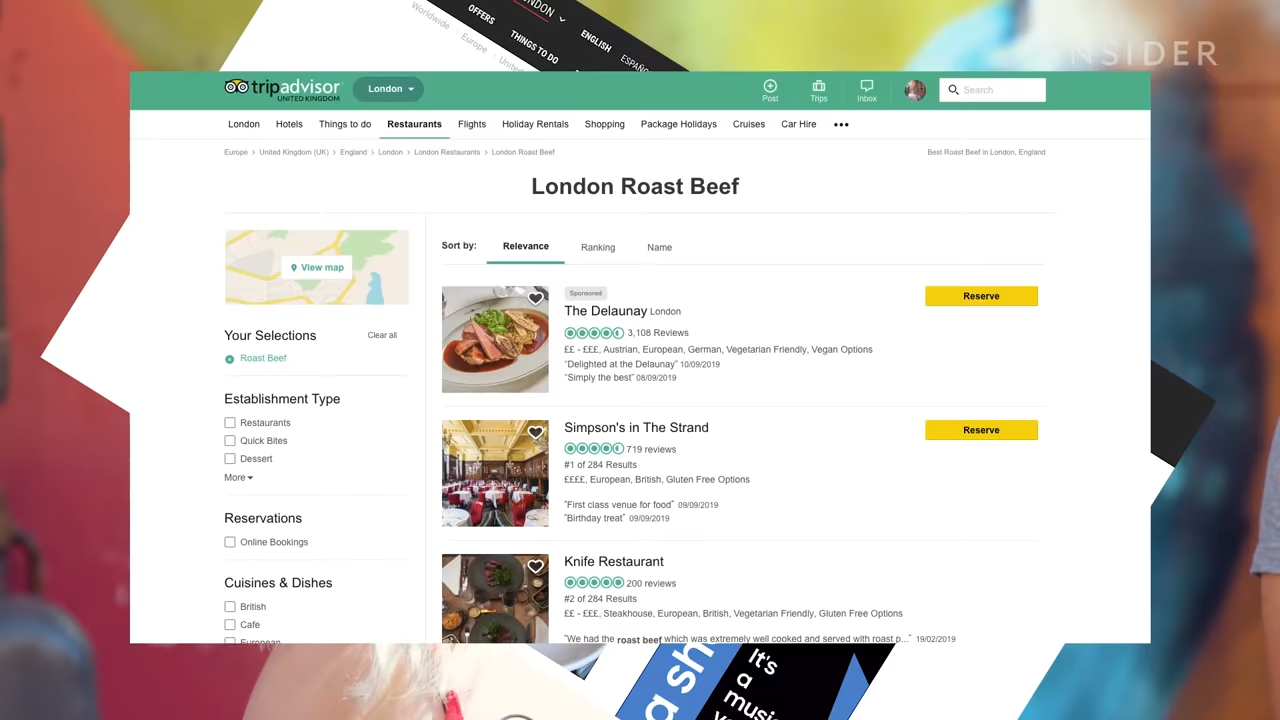 Worldwide
Europe
United
LONDON
OFFERS
THINGS TO DO
ENGLISH
ESPAÑO
INSIDER
tripadvisor
UNITED KINGDOM
London
Post
Trips
Inbox
Search
London Hotels Things to do Restaurants Flights Holiday Rentals Shopping Package Holidays Cruises Car Hire •••
Europe > United Kingdom (UK) > England > London > London Restaurants > London Roast Beef
Best Roast Beef in London, England
London Roast Beef
View map
Your Selections
Clear all
Roast Beef
Establishment Type
Restaurants
Quick Bites
Dessert
More
Reservations
Online Bookings
Cuisines & Dishes
British
Cafe
European
Sort by: Relevance Ranking Name
Sponsored
The Delaunay London
Reserve
3,108 Reviews
££ - £££, Austrian, European, German, Vegetarian Friendly, Vegan Options
“Delighted at the Delaunay” 10/09/2019
“Simply the best” 08/09/2019
Simpson's in The Strand
Reserve
719 reviews
#1 of 284 Results
££££, European, British, Gluten Free Options
“First class venue for food” 09/09/2019
“Birthday treat” 09/09/2019
Knife Restaurant
200 reviews
#2 of 284 Results
££ - £££, Steakhouse, European, British, Vegetarian Friendly, Gluten Free Options
“We had the roast beef which was extremely well cooked and served with roast p...” 19/02/2019
a sh
It's
a
music